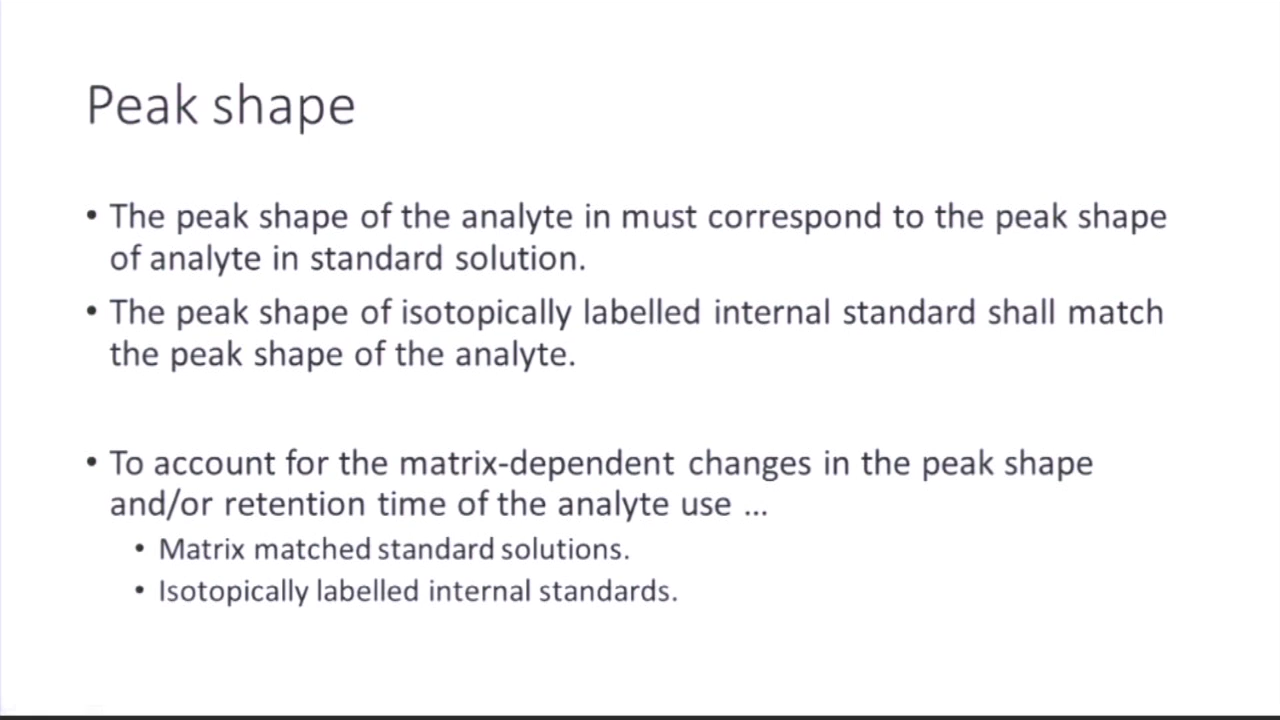 Peak shape
• The peak shape of the analyte in must correspond to the peak shape
of analyte in standard solution.
• The peak shape of isotopically labelled internal standard shall match
the peak shape of the analyte.
• To account for the matrix-dependent changes in the peak shape
and/or retention time of the analyte use ...
• Matrix matched standard solutions.
• Isotopically labelled internal standards.